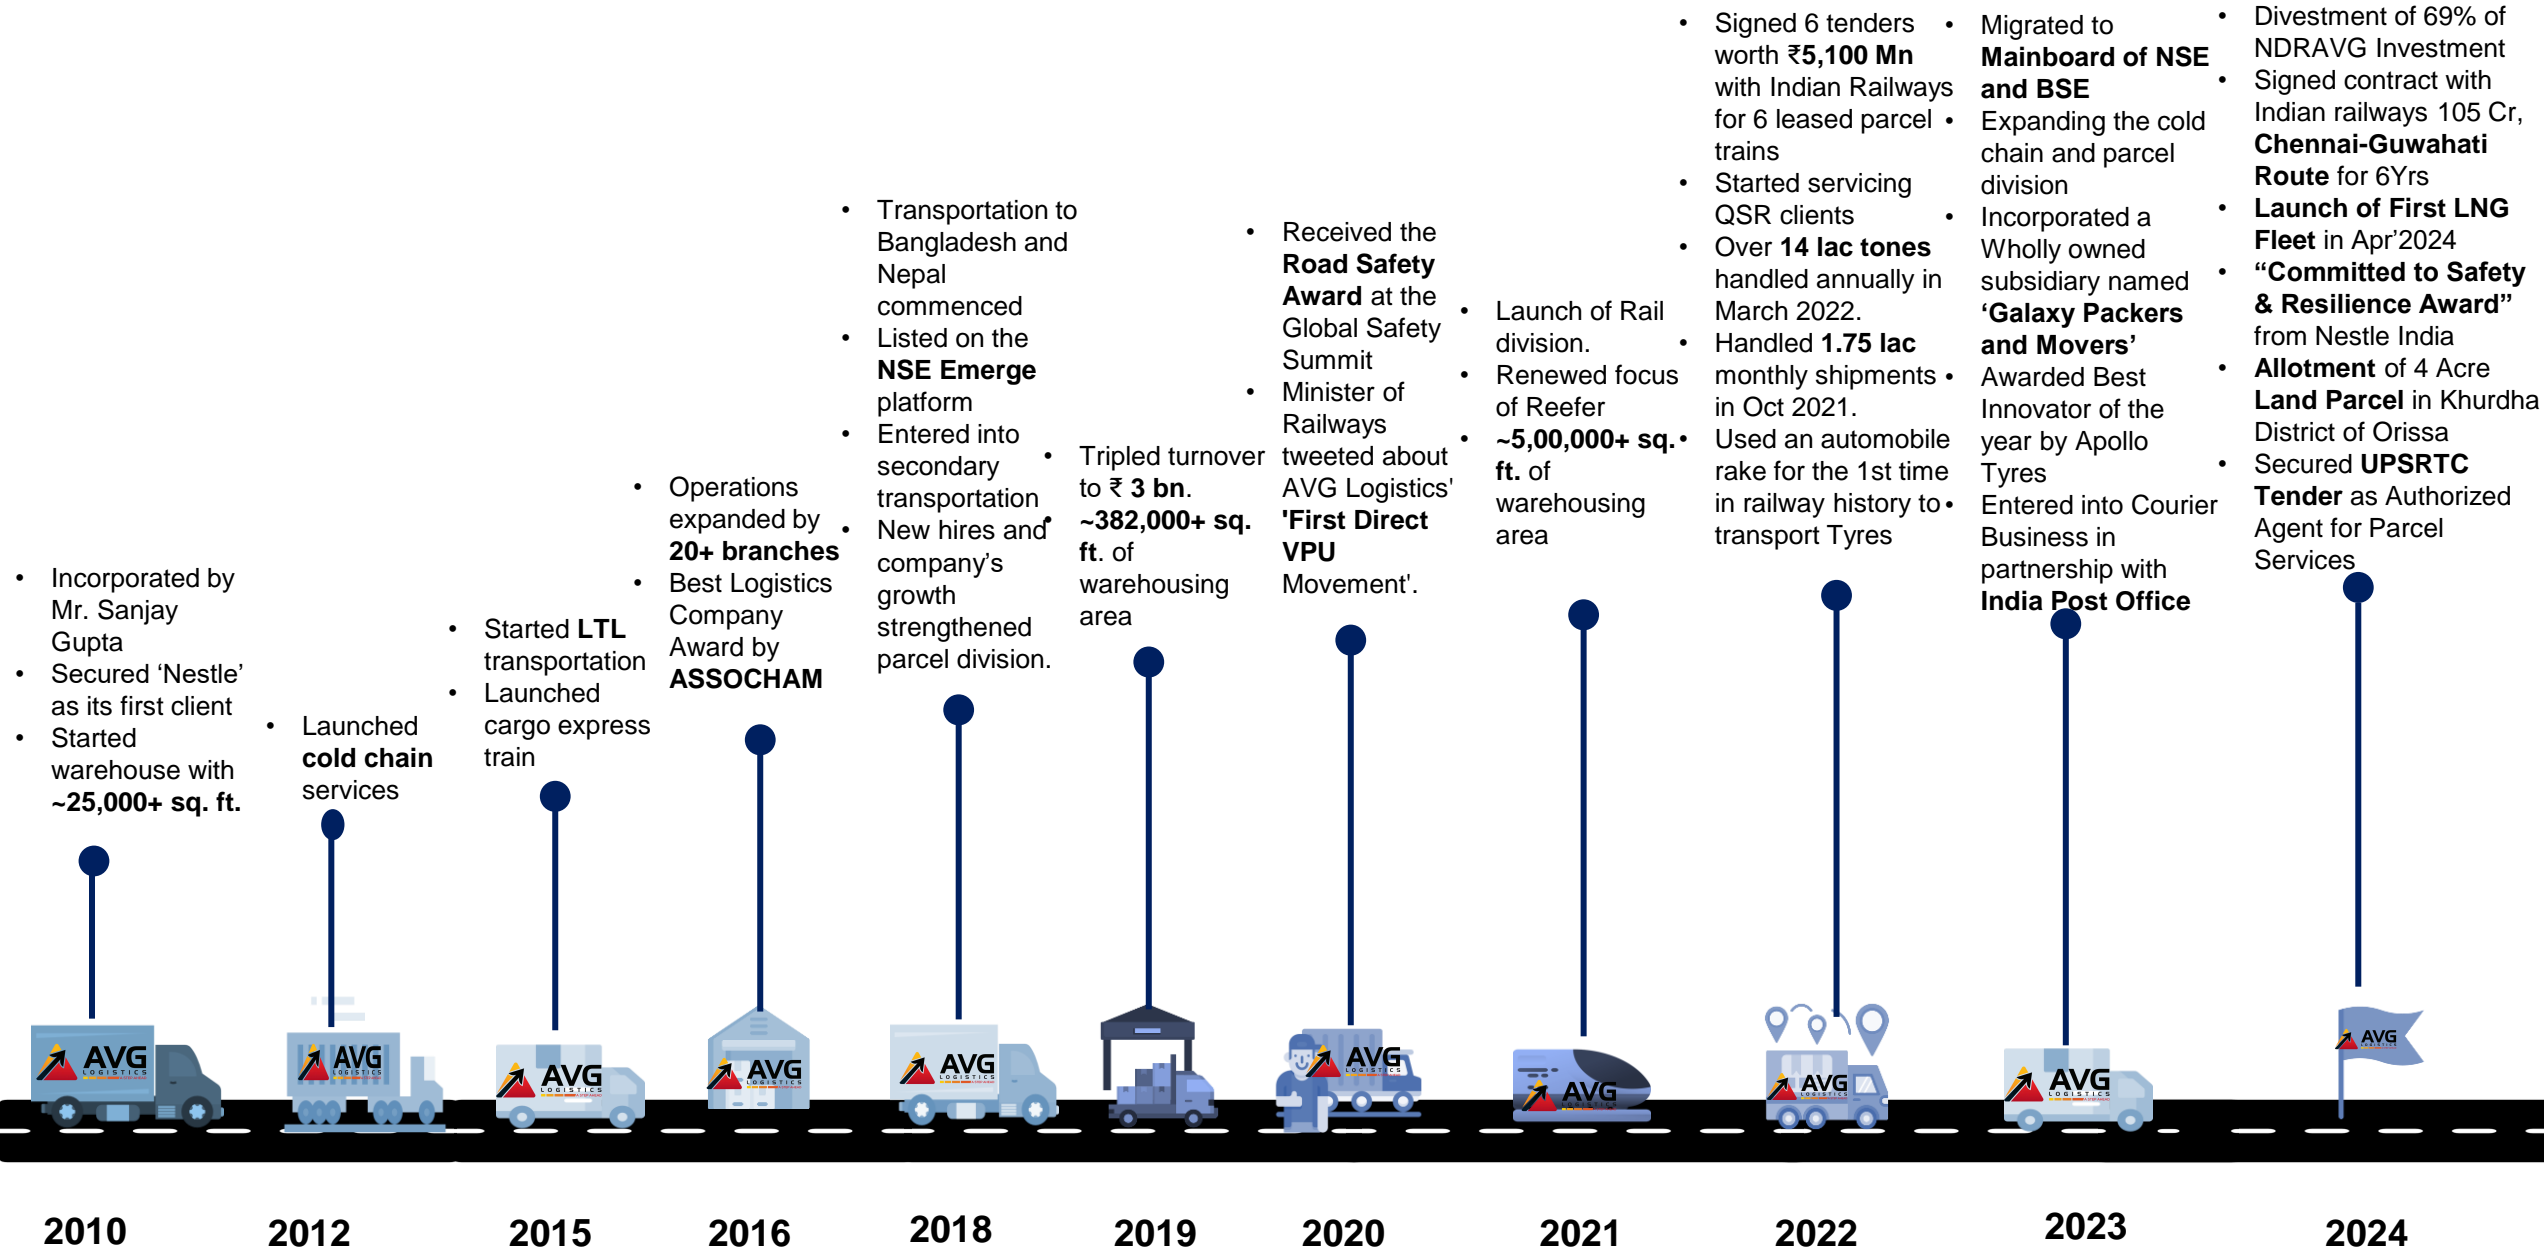 • Incorporated by
Mr. Sanjay
Gupta
• Secured ‘Nestle’
as its first client
• Started
warehouse with
~25,000+ sq. ft.
• Launched
cold chain
services
• Started LTL
transportation
• Launched
cargo express
train
• Operations
expanded by
20+ branches
• Best Logistics
Company
Award by
ASSOCHAM
• Transportation to
Bangladesh and
Nepal
commenced
• Listed on the
NSE Emerge
platform
• Entered into
secondary
transportation
• New hires and
company’s
growth
strengthened
parcel division.
• Tripled turnover
to ₹ 3 bn.
• ~382,000+ sq.
ft. of
warehousing
area
• Received the
Road Safety
Award at the
Global Safety
Summit
• Minister of
Railways
tweeted about
AVG Logistics'
'First Direct
VPU
Movement'.
• Launch of Rail
division.
• Renewed focus
of Reefer
• ~5,00,000+ sq.
ft. of
warehousing
area
• Signed 6 tenders
worth ₹5,100 Mn
with Indian Railways
for 6 leased parcel
trains
• Started servicing
QSR clients
• Over 14 lac tones
handled annually in
March 2022.
• Handled 1.75 lac
monthly shipments
in Oct 2021.
• Used an automobile
rake for the 1st time
in railway history to
transport Tyres
• Migrated to
Mainboard of NSE
and BSE
• Expanding the cold
chain and parcel
division
• Incorporated a
Wholly owned
subsidiary named
‘Galaxy Packers
and Movers’
• Awarded Best
Innovator of the
year by Apollo
Tyres
• Entered into Courier
Business in
partnership with
India Post Office
• Divestment of 69% of
NDRAVG Investment
• Signed contract with
Indian railways 105 Cr,
Chennai-Guwahati
Route for 6Yrs
• Launch of First LNG
Fleet in Apr’2024
• “Committed to Safety
& Resilience Award”
from Nestle India
• Allotment of 4 Acre
Land Parcel in Khurdha
District of Orissa
• Secured UPSRTC
Tender as Authorized
Agent for Parcel
Services
AVG
LOGISTICS
AVG
LOGISTICS
AVG
LOGISTICS
AVG
LOGISTICS
AVG
LOGISTICS
AVG
LOGISTICS
AVG
LOGISTICS
AVG
LOGISTICS
AVG
LOGISTICS
AVG
LOGISTICS
2010
2012
2015
2016
2018
2019
2020
2021
2022
2023
2024